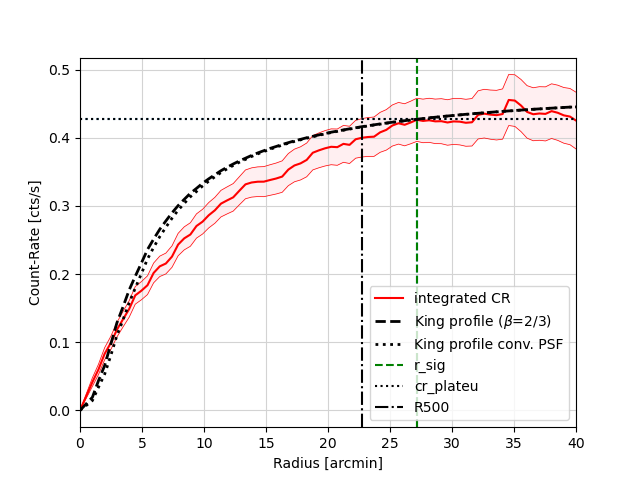 0.5
0.4
0.3
0.2
0.1
0.0
Count-Rate [cts/s]
integrated CR
King profile (β=2/3)
King profile conv. PSF
r_sig
cr_plateu
R500
0 5 10 15 20 25 30 35 40
Radius [arcmin]